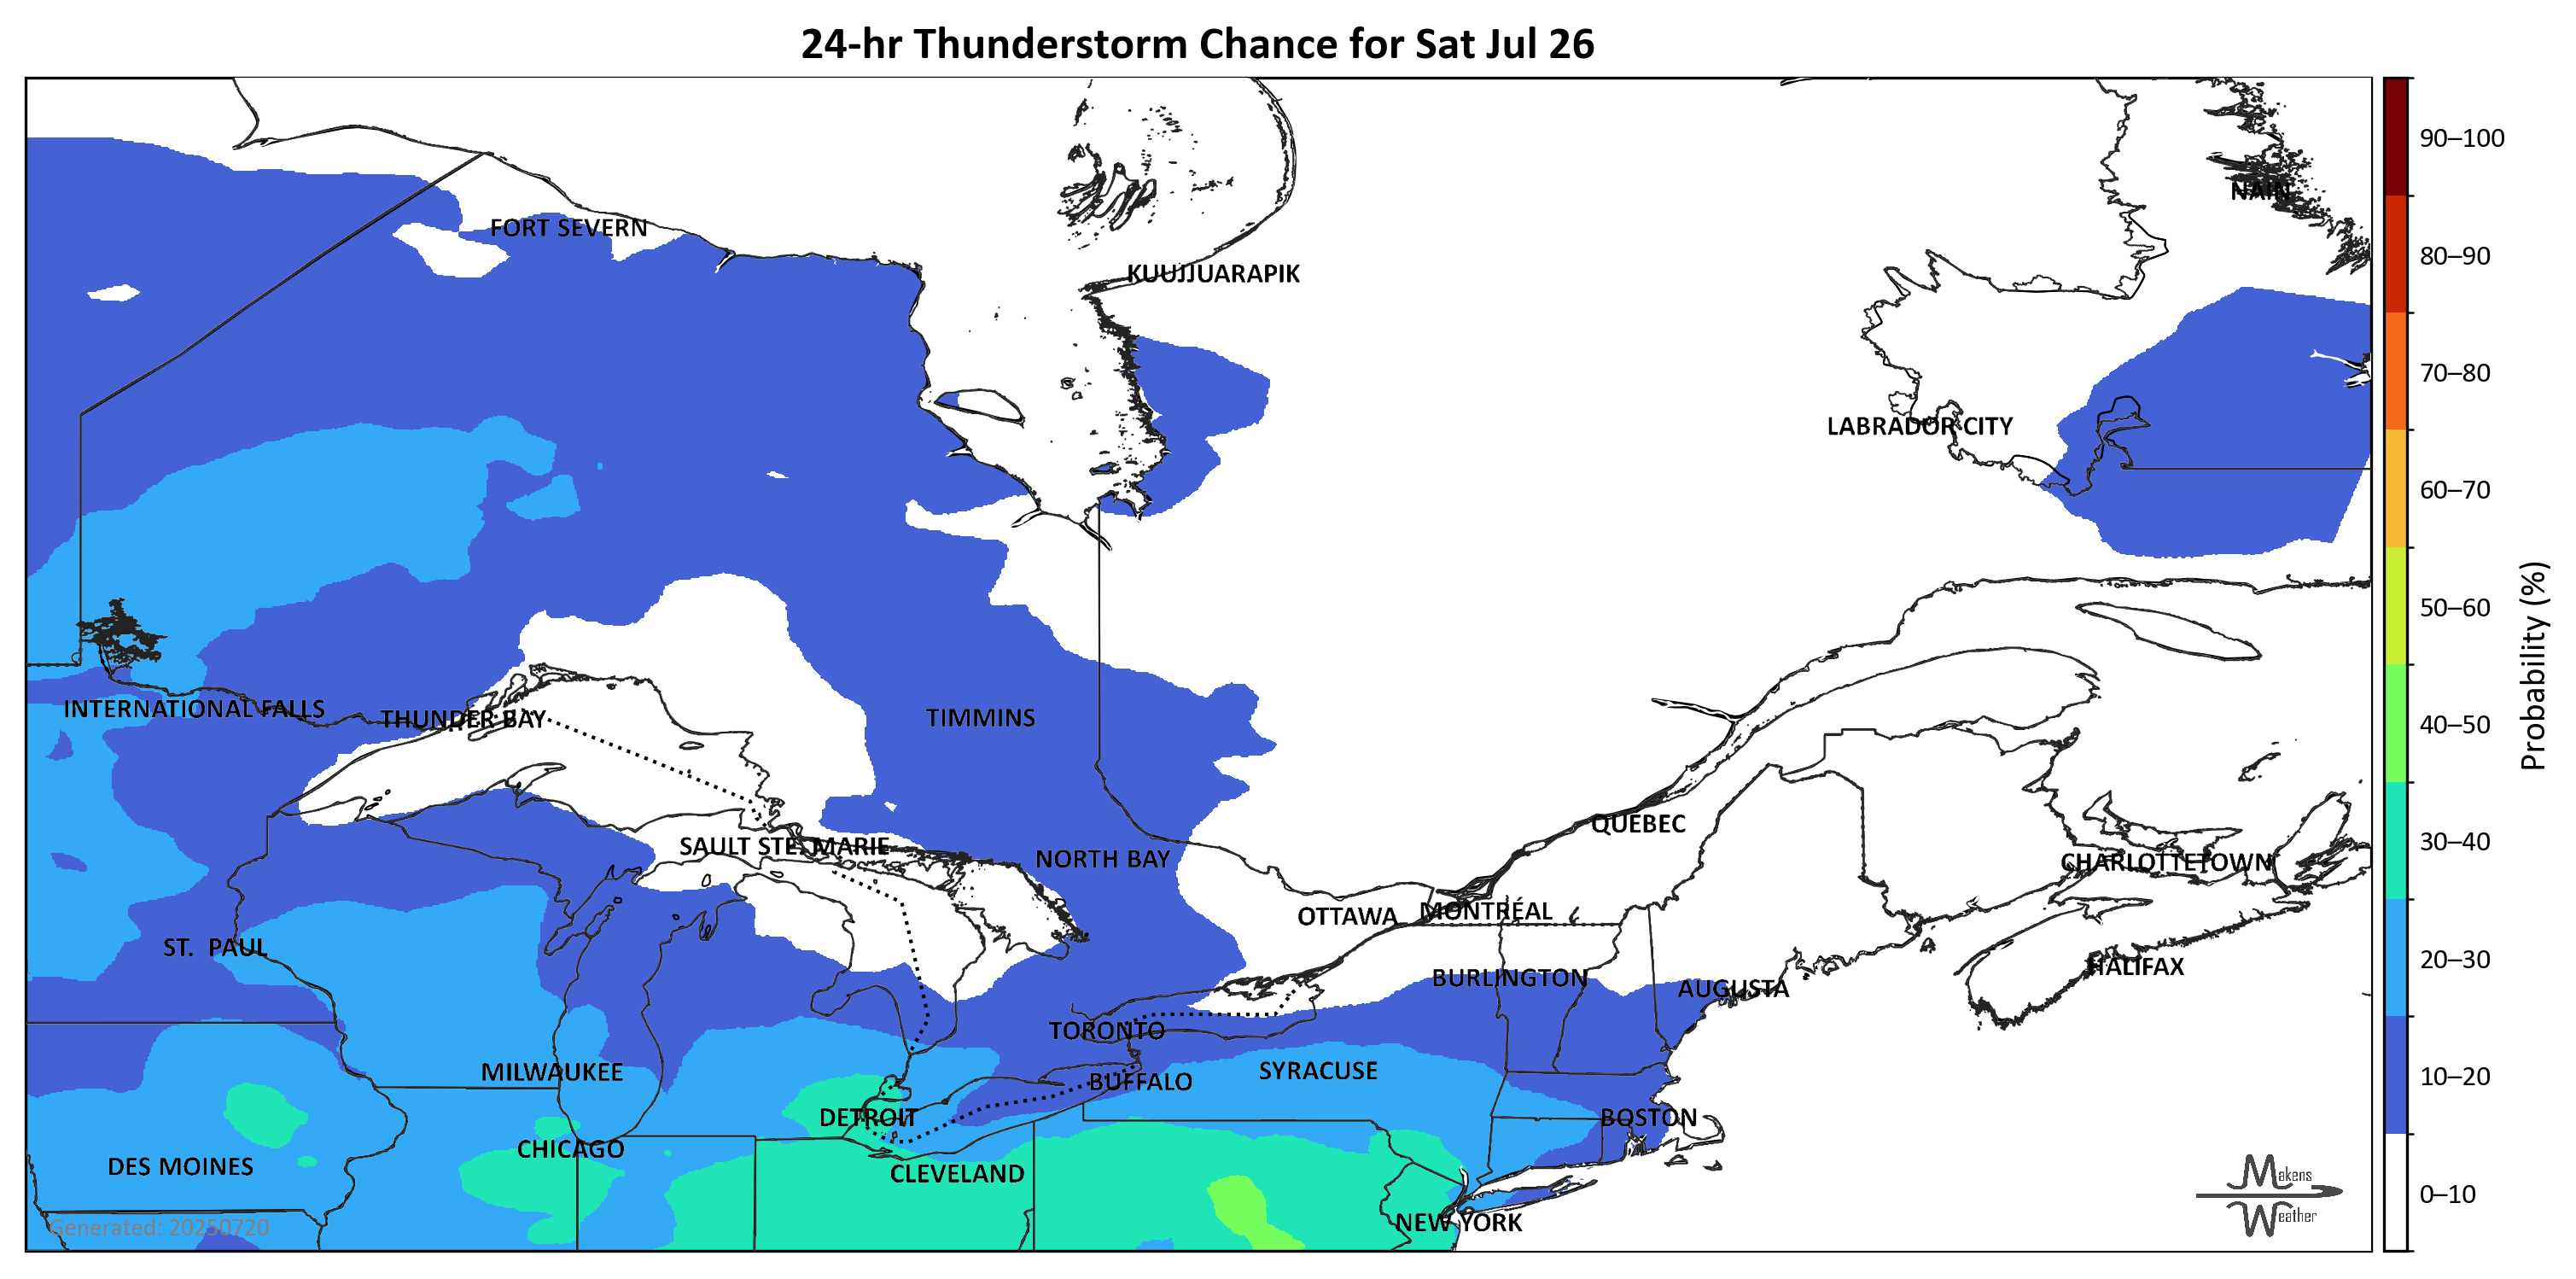 24-hr Thunderstorm Chance for Sat Jul 26
90–100
NAIN
FORT SEVERN
80–90
KUUJJUARAPIK
70–80
LABRADOR CITY
60–70
50–60
Probability (%)
INTERNATIONAL FALLS
THUNDER BAY
TIMMINS
40–50
QUEBEC
SAULT STE. MARIE
30–40
NORTH BAY
CHARLOTTETOWN
OTTAWA
MONTRÉAL
ST. PAUL
20–30
HALIFAX
BURLINGTON
AUGUSTA
TORONTO
MILWAUKEE
SYRACUSE
10–20
BUFFALO
DETROIT
BOSTON
CHICAGO
DES MOINES
CLEVELAND
Makens
Weather
0–10
NEW YORK
Generated: 20250720